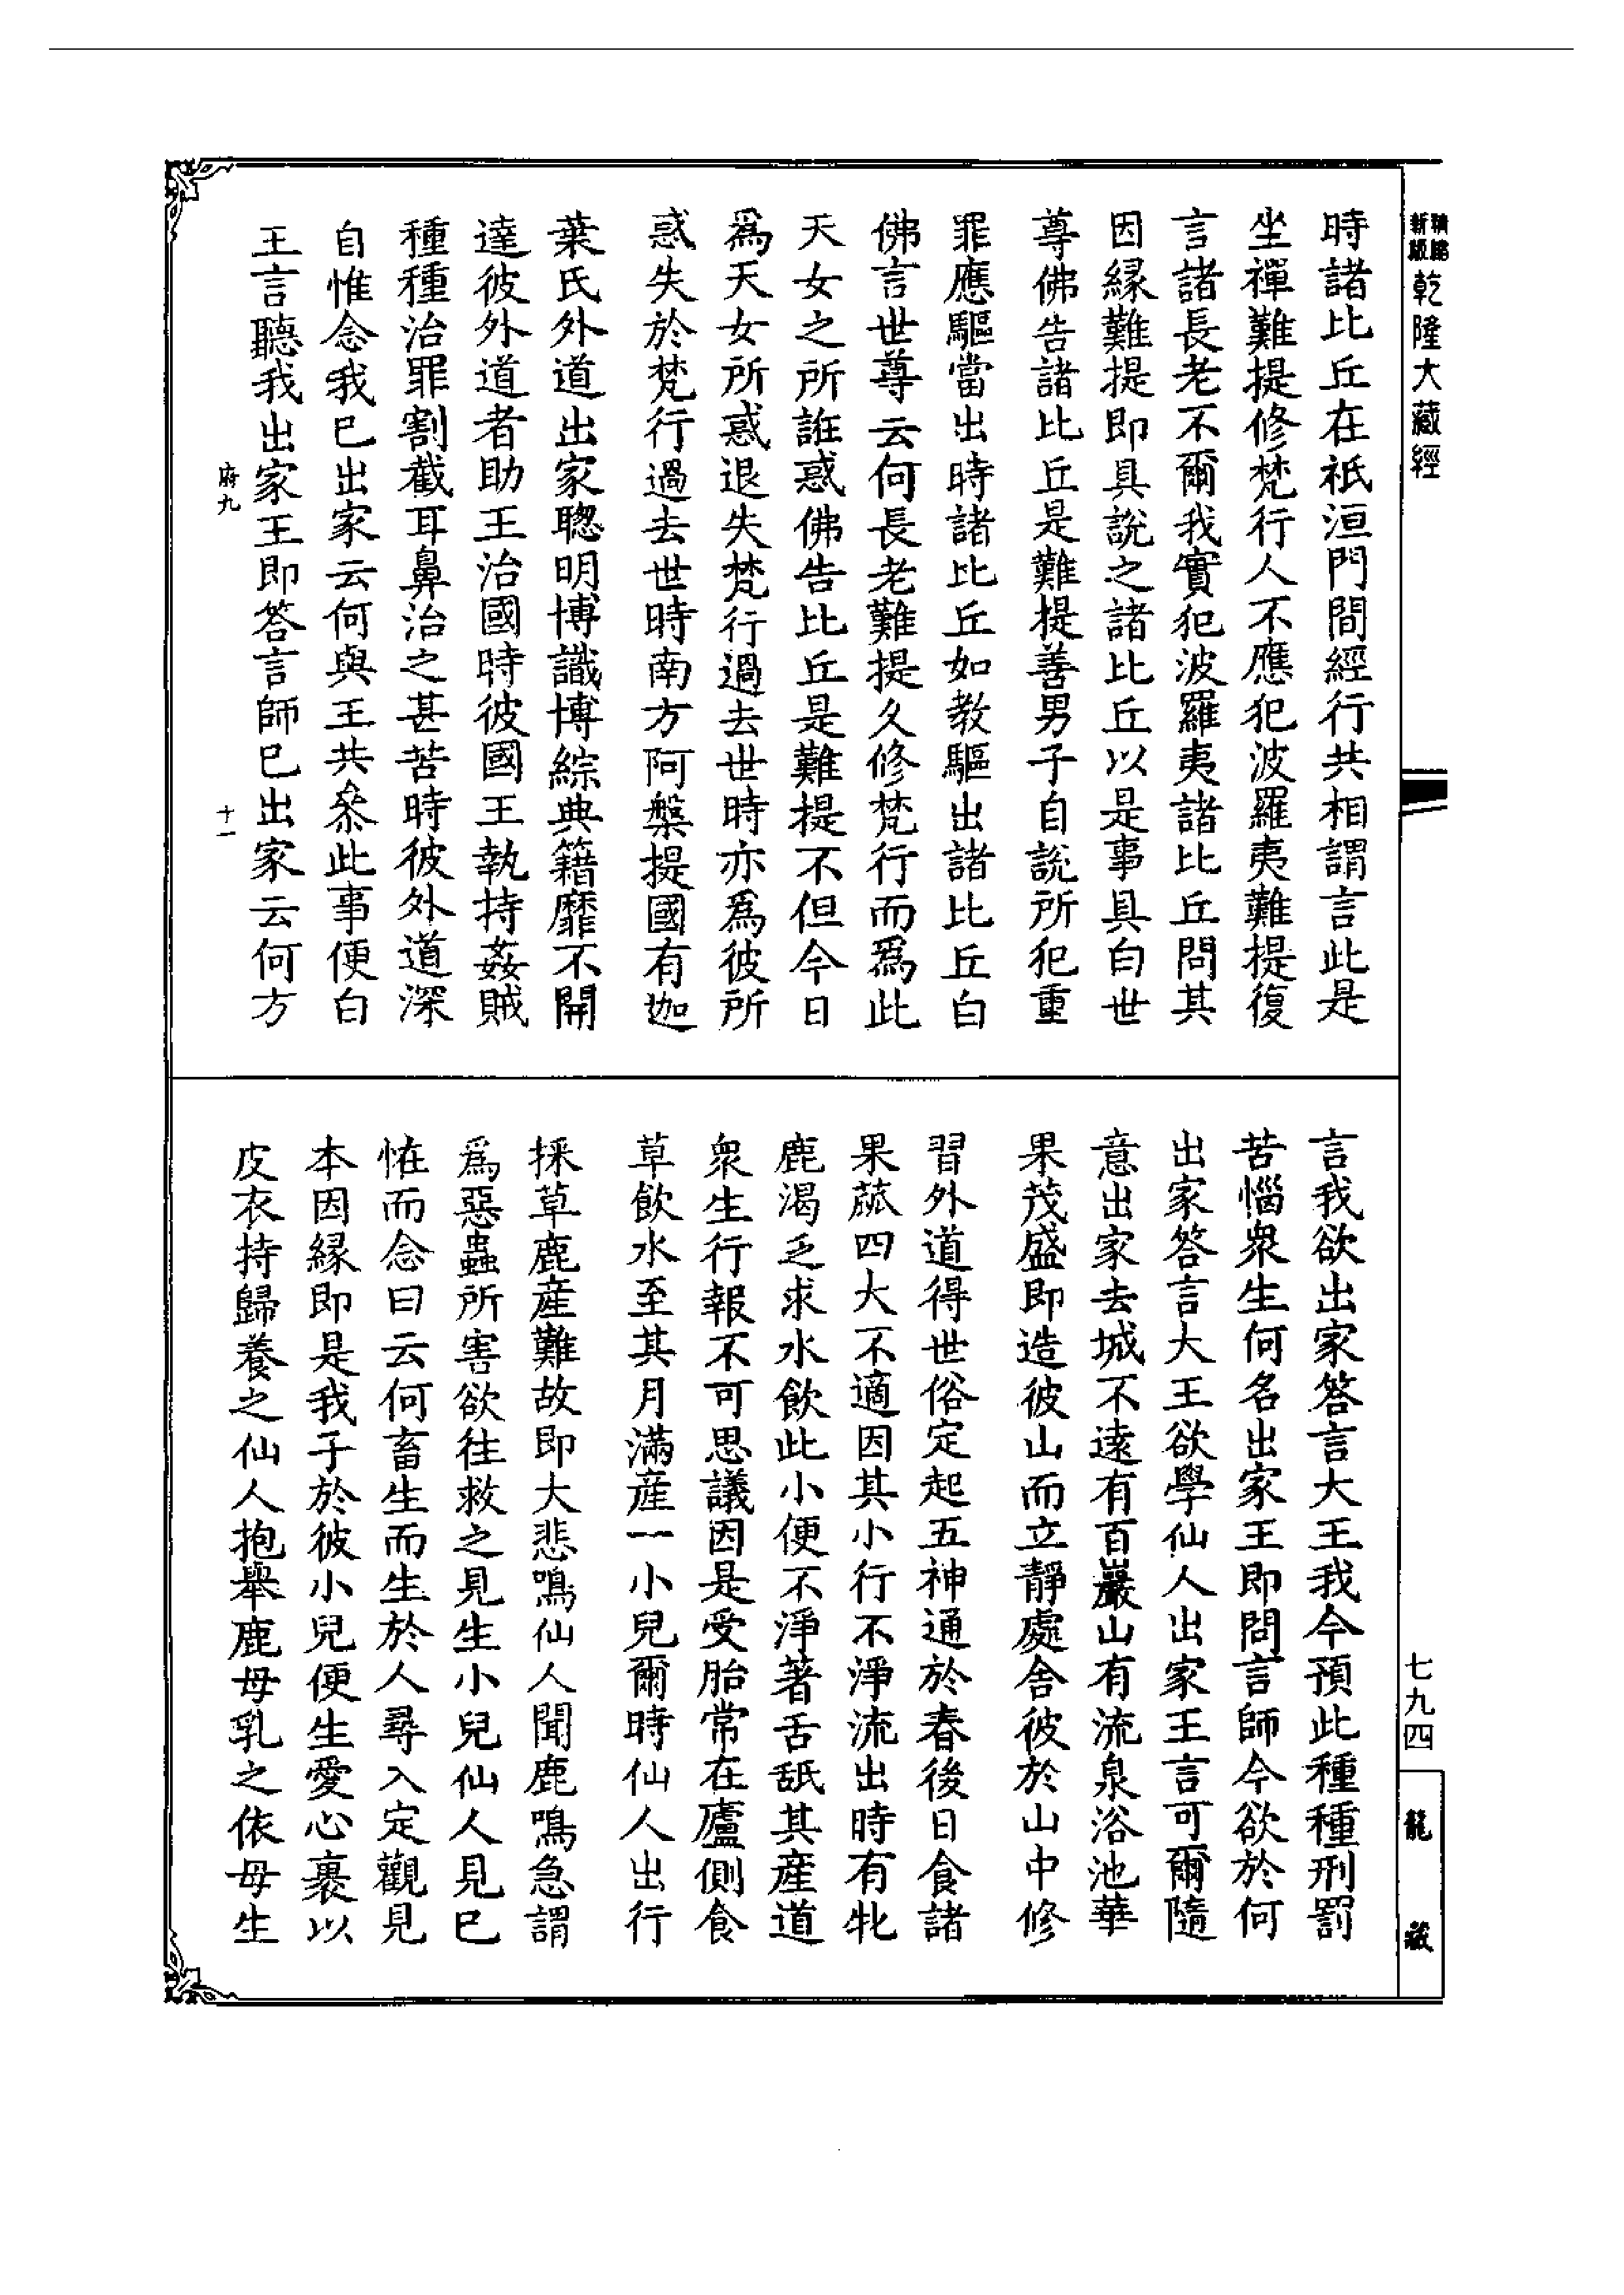 乾隆大藏經
時諸比丘在祇洹門間經行共相謂言此是
坐禪難提修梵行人不應犯波羅夷難提復
言諸長老不爾我實犯波羅夷諸比丘問其
因緣難提即具說之諸比丘以是事具白世
尊佛告諸比丘是難提善男子自說所犯重
罪應驅當出時諸比丘如教驅出諸比丘白
佛言世尊云何長老難提久修梵行而爲此
天女之所誑惑佛告比丘是難提不但今日
爲天女所惑退失梵行過去世時亦爲彼所
惑失於梵行過去世時南方阿槃提國有迦
葉氏外道出家聰明博識博綜典籍靡不開
達彼外道者助王治國時彼國王執持姦賊
種種治罪割截耳鼻治之甚苦時彼外道深
自惟念我已出家云何與王共叅此事便白
王言聽我出家王即答言師已出家云何方
府九
十一
言我欲出家答言大王我今預此種種刑罰
苦惱衆生何名出家王即問言師今欲於何
出家答言大王欲學仙人出家王言可爾隨
意出家去城不遠有百巖山有流泉浴池華
果茂盛即造彼山而立靜處舍彼於山中修
習外道得世俗定起五神通於春後日食諸
果蓏四大不適因其小行不淨流出時有牝
鹿渴乏求水飲此小便不淨著舌舐其產道
衆生行報不可思議因是受胎常在廬側食
草飲水至其月滿產一小兒爾時仙人出行
採草鹿產難故即大悲鳴仙人聞鹿鳴急謂
爲惡蟲所害欲往救之見生小兒仙人見已
恠而念曰云何畜生而生於人尋入定觀見
本因緣即是我子於彼小兒便生愛心裹以
皮衣持歸養之仙人抱舉鹿母乳之依母生
七九四
龍藏